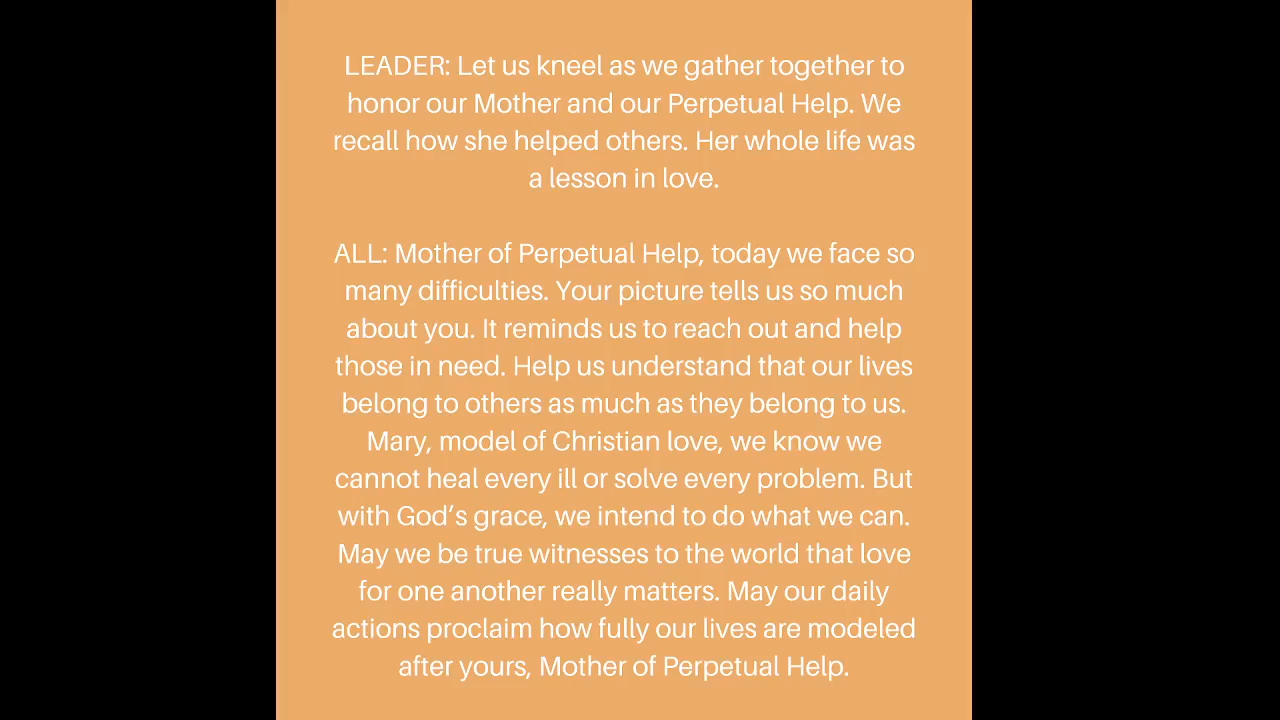 LEADER: Let us kneel as we gather together to
honor our Mother and our Perpetual Help. We
recall how she helped others. Her whole life was
a lesson in love.
ALL: Mother of Perpetual Help, today we face so
many difficulties. Your picture tells us so much
about you. It reminds us to reach out and help
those in need. Help us understand that our lives
belong to others as much as they belong to us.
Mary, model of Christian love, we know we
cannot heal every ill or solve every problem. But
with God’s grace, we intend to do what we can.
May we be true witnesses to the world that love
for one another really matters. May our daily
actions proclaim how fully our lives are modeled
after yours, Mother of Perpetual Help.